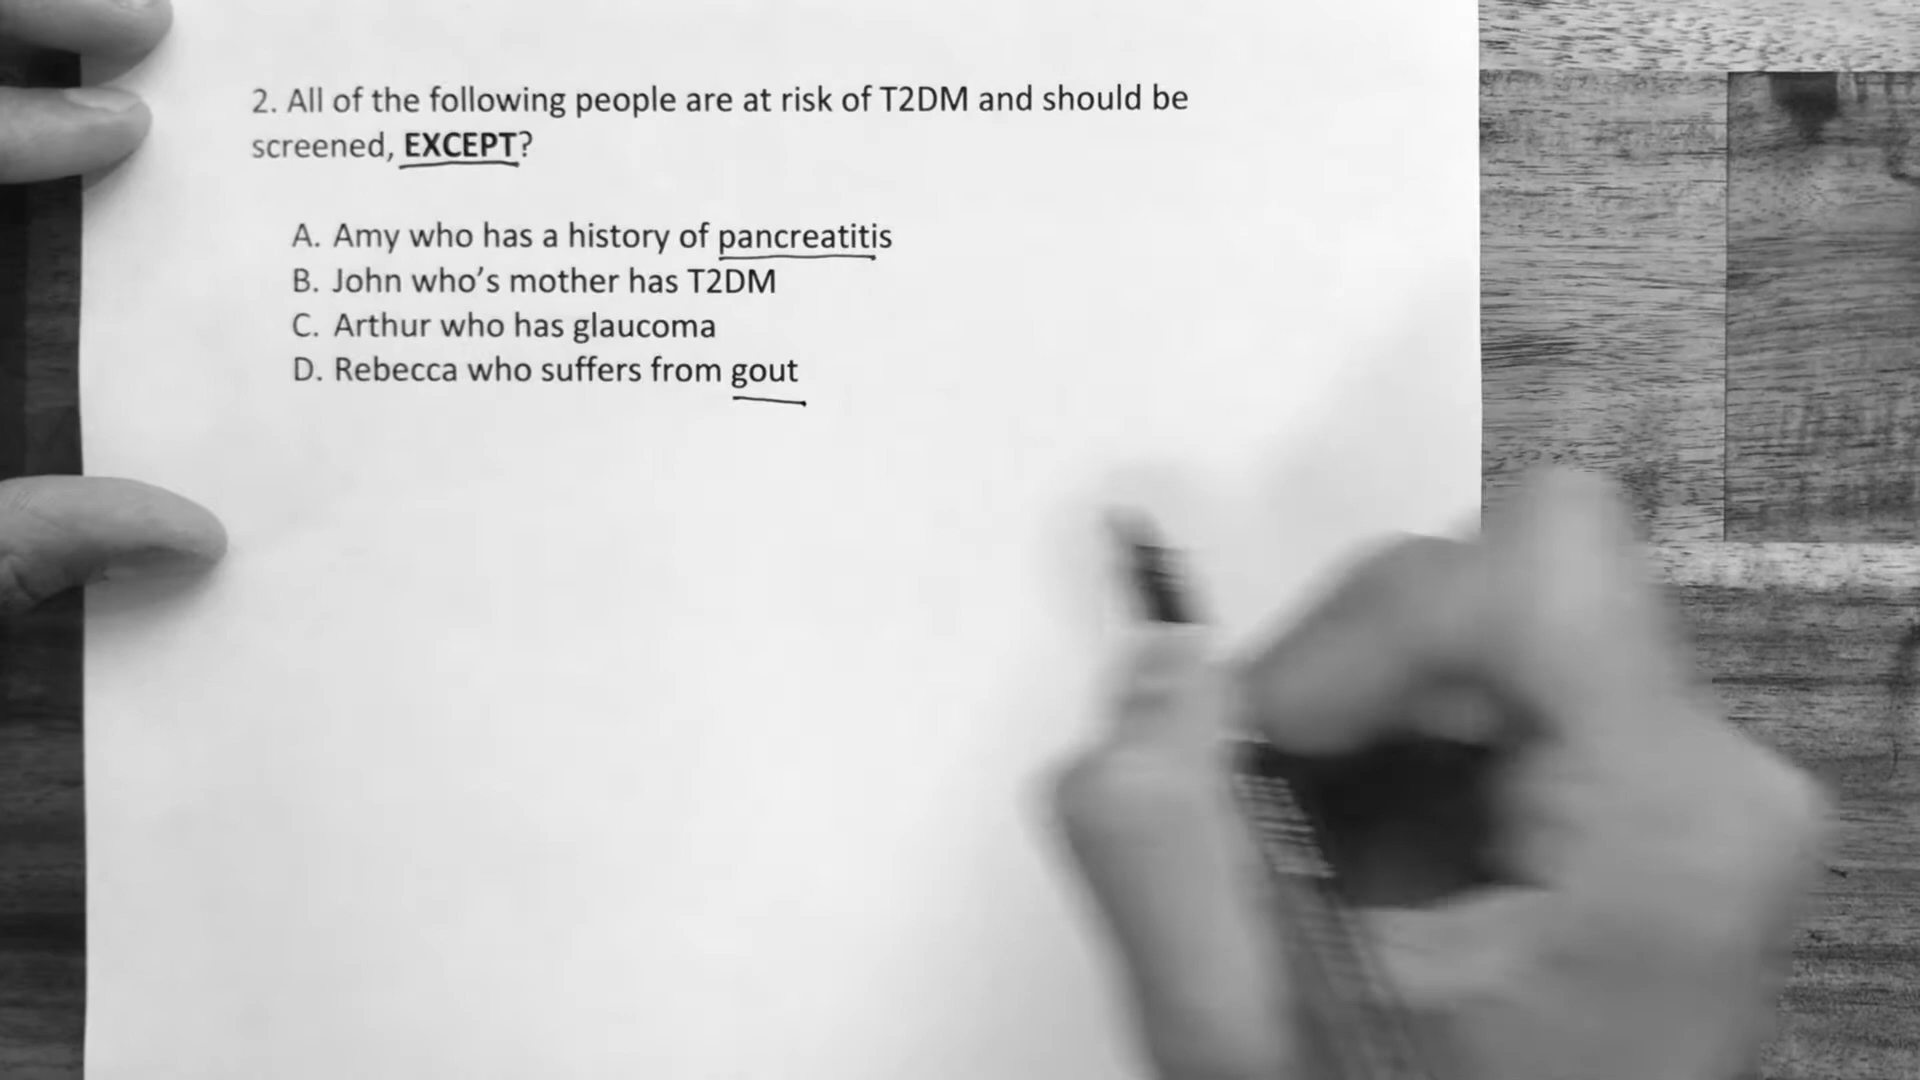 2. All of the following people are at risk of T2DM and should be
screened, EXCEPT?
A. Amy who has a history of pancreatitis
B. John who's mother has T2DM
C. Arthur who has glaucoma
D. Rebecca who suffers from gout